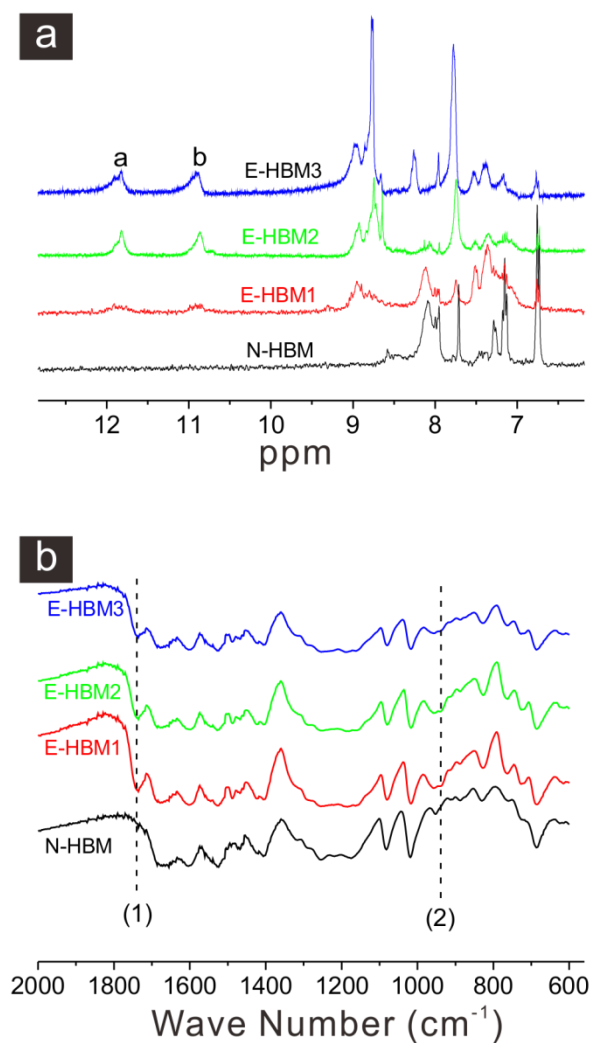 a
a
b
E-HBM3
E-HBM2
E-HBM1
N-HBM
12 11 10 9 8 7
ppm
b
E-HBM3
E-HBM2
E-HBM1
N-HBM
(1) (2)
2000 1800 1600 1400 1200 1000 800 600
Wave Number (cm⁻¹)